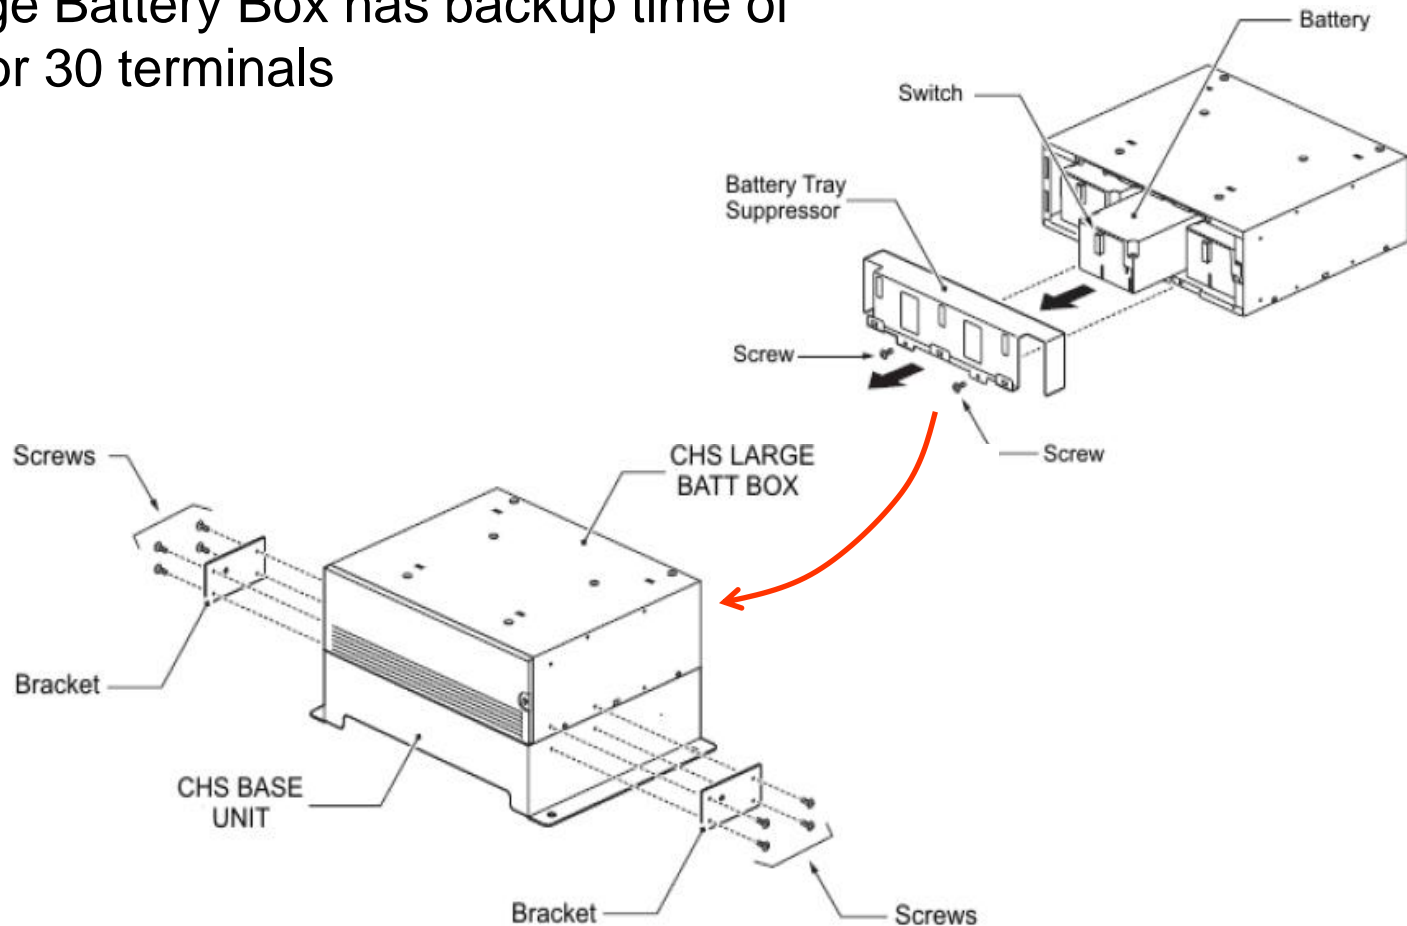 ge Battery Box has backup time of
or 30 terminals
Battery
Switch
Battery Tray
Suppressor
Screw
Screw
Screws
CHS LARGE
BATT BOX
Bracket
CHS BASE
UNIT
Bracket
Screws